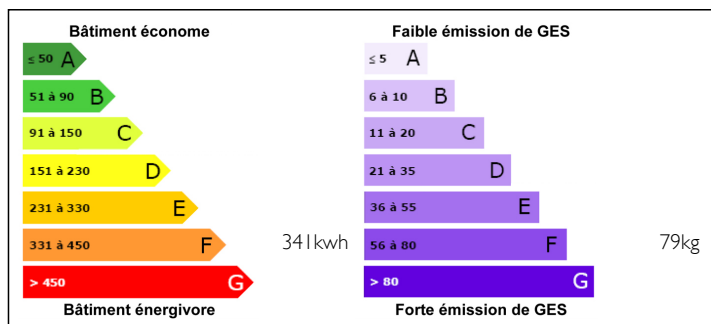 Bâtiment économe
≤ 50 A
51 à 90 B
91 à 150 C
151 à 230 D
231 à 330 E
331 à 450 F 341kwh
> 450 G
Bâtiment énergivore
Faible émission de GES
≤ 5 A
6 à 10 B
11 à 20 C
21 à 35 D
36 à 55 E
56 à 80 F 79kg
> 80 G
Forte émission de GES